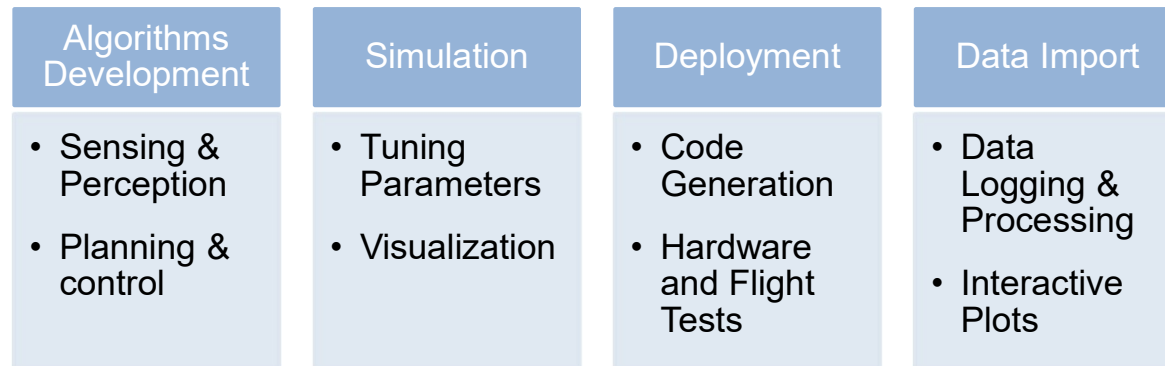 Algorithms
Development
• Sensing &
Perception
• Planning &
control
Simulation
• Tuning
Parameters
• Visualization
Deployment
• Code
Generation
• Hardware
and Flight
Tests
Data Import
• Data
Logging &
Processing
• Interactive
Plots